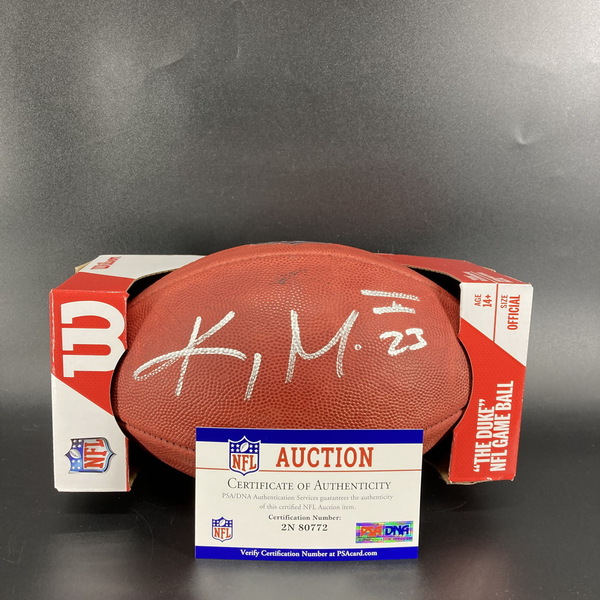 Wilson
W
NFL
AGE
14+
SIZE
OFFICIAL
"THE DUKE"
NFL GAME BALL
23
NFL
AUCTION
CERTIFICATE OF AUTHENTICITY
PSA/DNA Authentication Services guarantees the authenticity
of this certified NFL Auction item.
Certification Number:
2N 80772
NFL
PSA DNA
Verify Certification Number at PSAcard.com